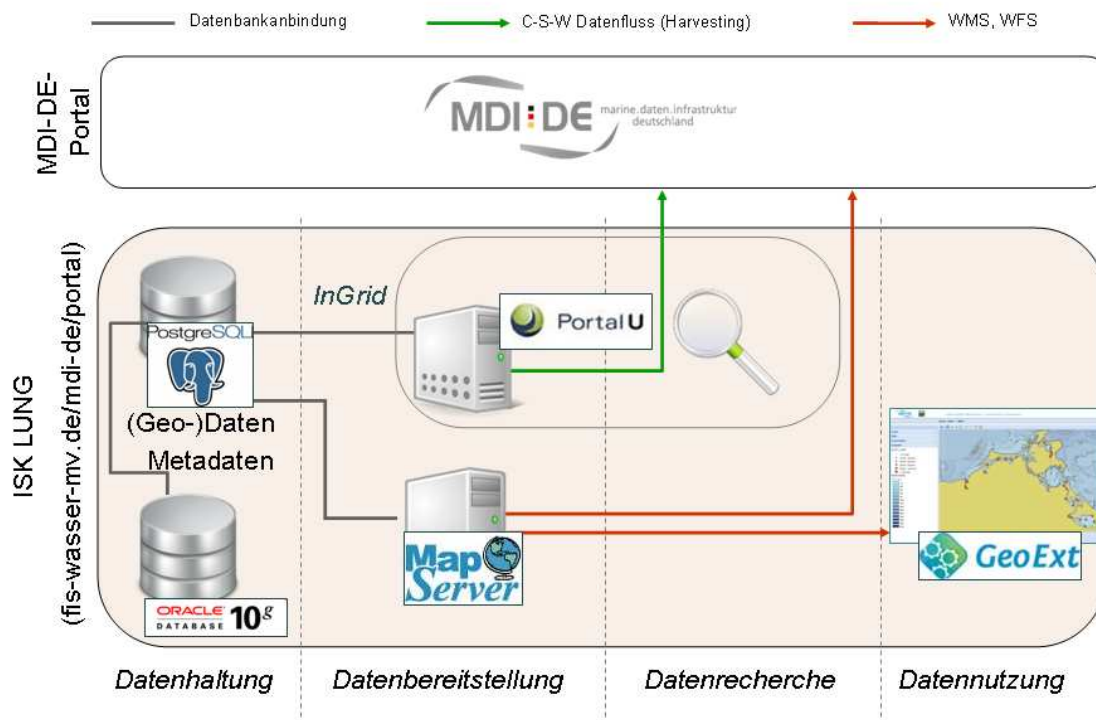 Datenbankanbindung
C-S-W Datenfluss (Harvesting)
WMS, WFS
MDI-DE-
Portal
MDI:DE
marine.daten.infrastruktur
deutschland
ISK LUNG
(fis-wasser-mv.de/mdi-de/portal)
InGrid
PortalU
PostgreSQL
(Geo-)Daten
Metadaten
Map
Server
GeoExt
ORACLE
DATABASE
10g
Datenhaltung
Datenbereitstellung
Datenrecherche
Datennutzung